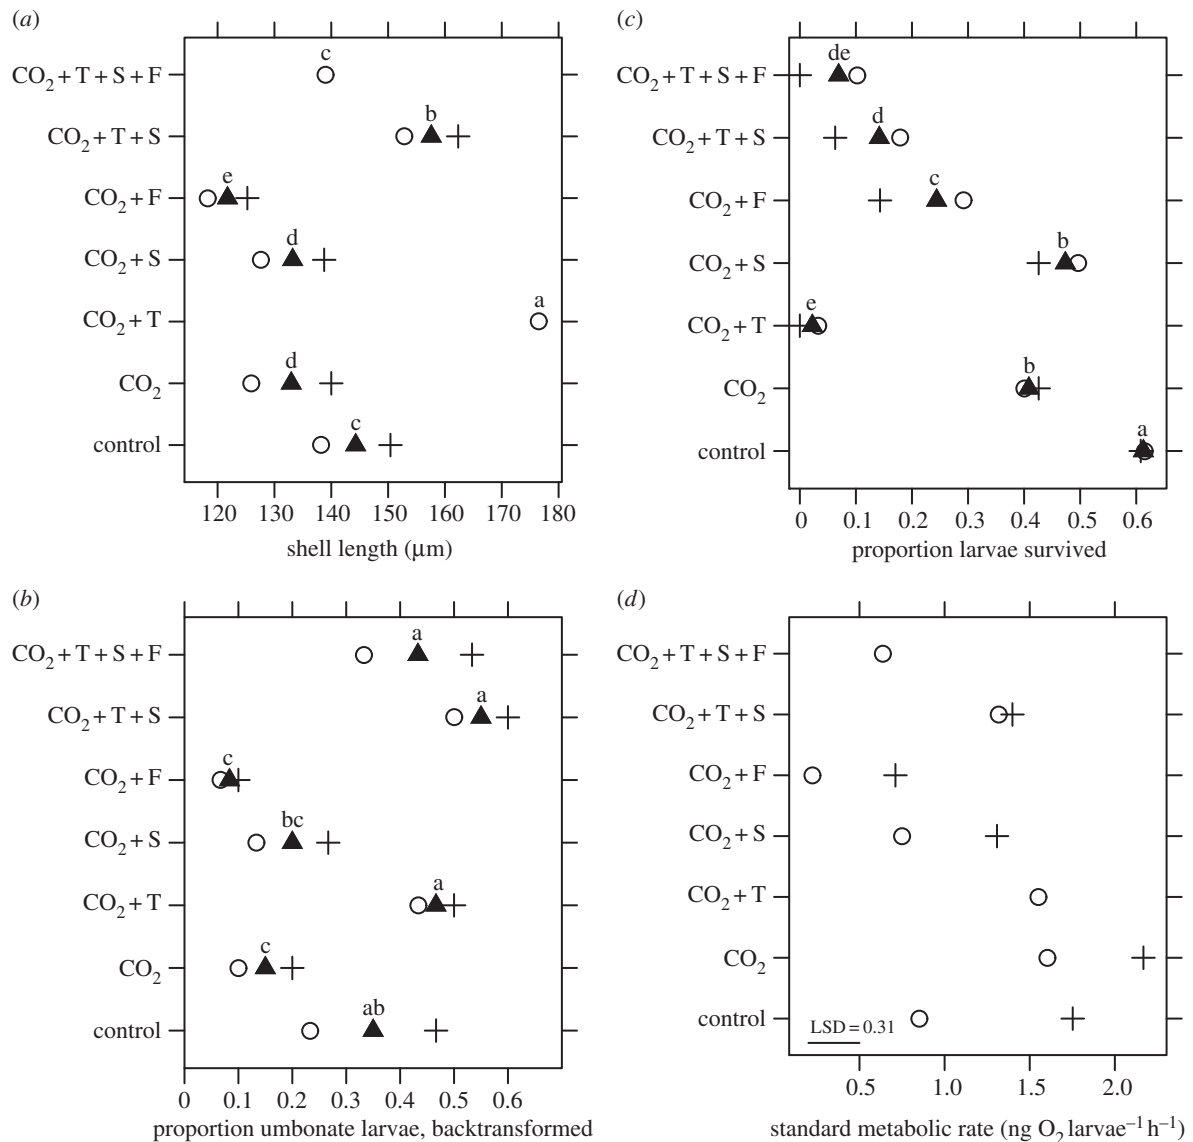 (a)
c
CO2 + T + S + F
b
CO2 + T + S
e
CO2 + F
d
CO2 + S
a
CO2 + T
d
CO2
c
control
120 130 140 150 160 170 180
shell length (μm)
(c)
de
CO2 + T + S + F
d
CO2 + T + S
c
CO2 + F
b
CO2 + S
e
CO2 + T
b
CO2
a
control
0 0.1 0.2 0.3 0.4 0.5 0.6
proportion larvae survived
(b)
a
CO2 + T + S + F
a
CO2 + T + S
c
CO2 + F
bc
CO2 + S
a
CO2 + T
c
CO2
ab
control
0 0.1 0.2 0.3 0.4 0.5 0.6
proportion umbonate larvae, backtransformed
(d)
CO2 + T + S + F
CO2 + T + S
CO2 + F
CO2 + S
CO2 + T
CO2
control
LSD = 0.31
0.5 1.0 1.5 2.0
standard metabolic rate (ng O2 larvae–1 h–1)